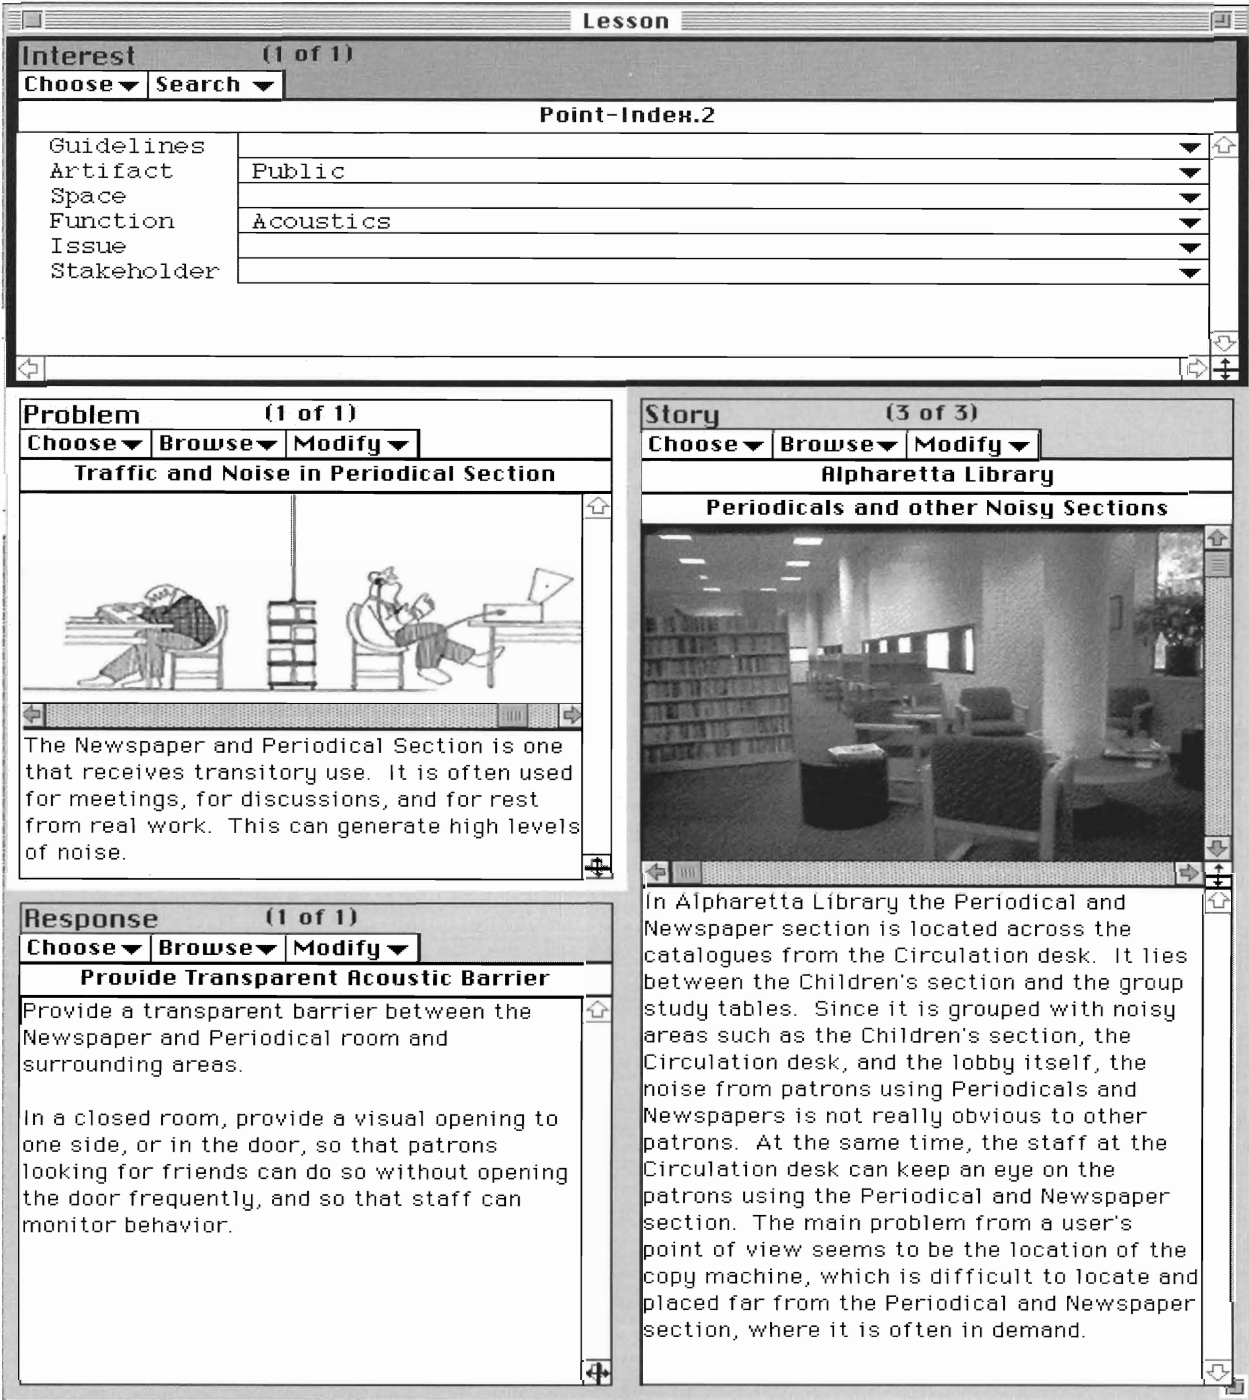 Lesson
Interest (1 of 1)
Choose Search
Point-Index.2
Guidelines
Artifact Public
Space
Function Acoustics
Issue
Stakeholder
Problem (1 of 1)
Choose Browse Modify
Traffic and Noise in Periodical Section
The Newspaper and Periodical Section is one
that receives transitory use. It is often used
for meetings, for discussions, and for rest
from real work. This can generate high levels
of noise.
Response (1 of 1)
Choose Browse Modify
Provide Transparent Acoustic Barrier
Provide a transparent barrier between the
Newspaper and Periodical room and
surrounding areas.
In a closed room, provide a visual opening to
one side, or in the door, so that patrons
looking for friends can do so without opening
the door frequently, and so that staff can
monitor behavior.
Story (3 of 3)
Choose Browse Modify
Alpharetta Library
Periodicals and other Noisy Sections
In Alpharetta Library the Periodical and
Newspaper section is located across the
catalogues from the Circulation desk. It lies
between the Children's section and the group
study tables. Since it is grouped with noisy
areas such as the Children's section, the
Circulation desk, and the lobby itself, the
noise from patrons using Periodicals and
Newspapers is not really obvious to other
patrons. At the same time, the staff at the
Circulation desk can keep an eye on the
patrons using the Periodical and Newspaper
section. The main problem from a user's
point of view seems to be the location of the
copy machine, which is difficult to locate and
placed far from the Periodical and Newspaper
section, where it is often in demand.